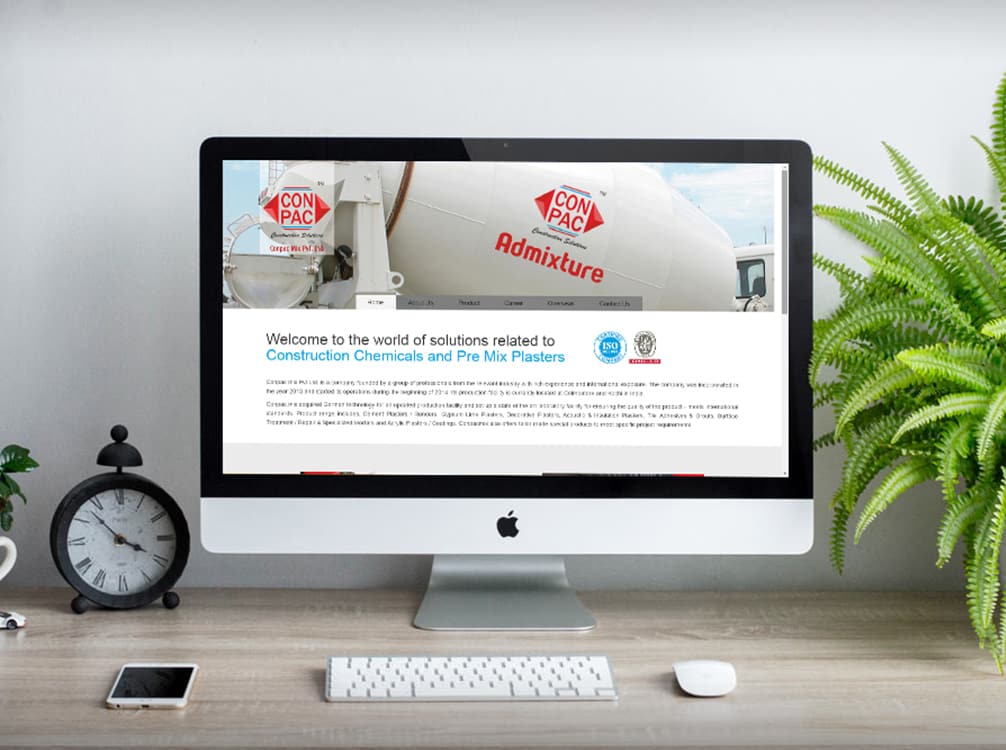 TM
CON
PAC
Construction Solutions
Conpac Mix Pvt. Ltd
TM
CON
PAC
Construction Solutions
Admixture
Home About Us Product Career Overseas Contact Us
Welcome to the world of solutions related to
Construction Chemicals and Pre Mix Plasters
ISO
Conpac mix Pvt Ltd is a company founded by a group of professionals from the relevant industry with rich experience and international exposure. The company was incorporated in
the year 2013 and started its operations during the beginning of 2014. Its production facility is currently located at Coimbatore and Kochi in India.
Conpac mix acquired German technology for an updated production facility and set up a state of the art laboratory facility for ensuring the quality of the product - meets international
standards. Product range includes, Cement Plasters / Renders, Gypsum Lime Plasters, Decorative Plasters, Acoustic & Insulation Plasters, Tile Adhesives & Grouts, Surface
Treatment / Repair & Specialized mortars and Acrylic Plasters / Coatings. Conpacmix also offers tailor made special products to meet specific project requirements
Paris